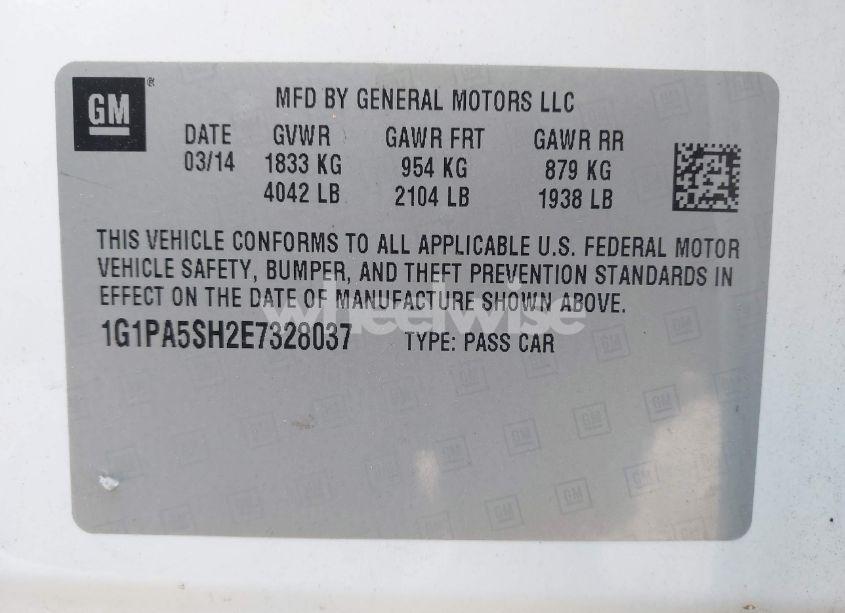 GM ®
MFD BY GENERAL MOTORS LLC
DATE GVWR GAWR FRT GAWR RR
03/14 1833 KG 954 KG 879 KG
4042 LB 2104 LB 1938 LB
THIS VEHICLE CONFORMS TO ALL APPLICABLE U.S. FEDERAL MOTOR
VEHICLE SAFETY, BUMPER, AND THEFT PREVENTION STANDARDS IN
EFFECT ON THE DATE OF MANUFACTURE SHOWN ABOVE.
wheelwise
1G1PA5SH2E7328037 TYPE: PASS CAR